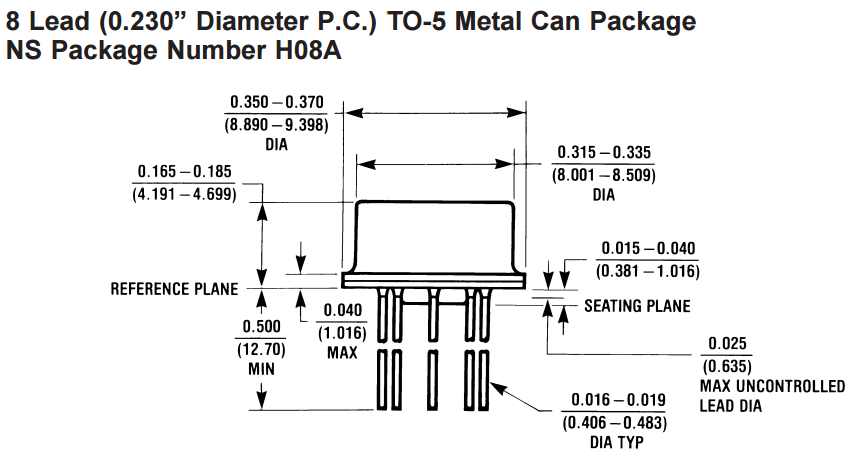 8 Lead (0.230” Diameter P.C.) TO-5 Metal Can Package
NS Package Number H08A
0.350 – 0.370
(8.890 – 9.398)
DIA
0.315 – 0.335
(8.001 – 8.509)
DIA
0.165 – 0.185
(4.191 – 4.699)
0.015 – 0.040
(0.381 – 1.016)
REFERENCE PLANE
SEATING PLANE
0.040
(1.016)
MAX
0.500
(12.70)
MIN
0.025
(0.635)
MAX UNCONTROLLED
LEAD DIA
0.016 – 0.019
(0.406 – 0.483)
DIA TYP